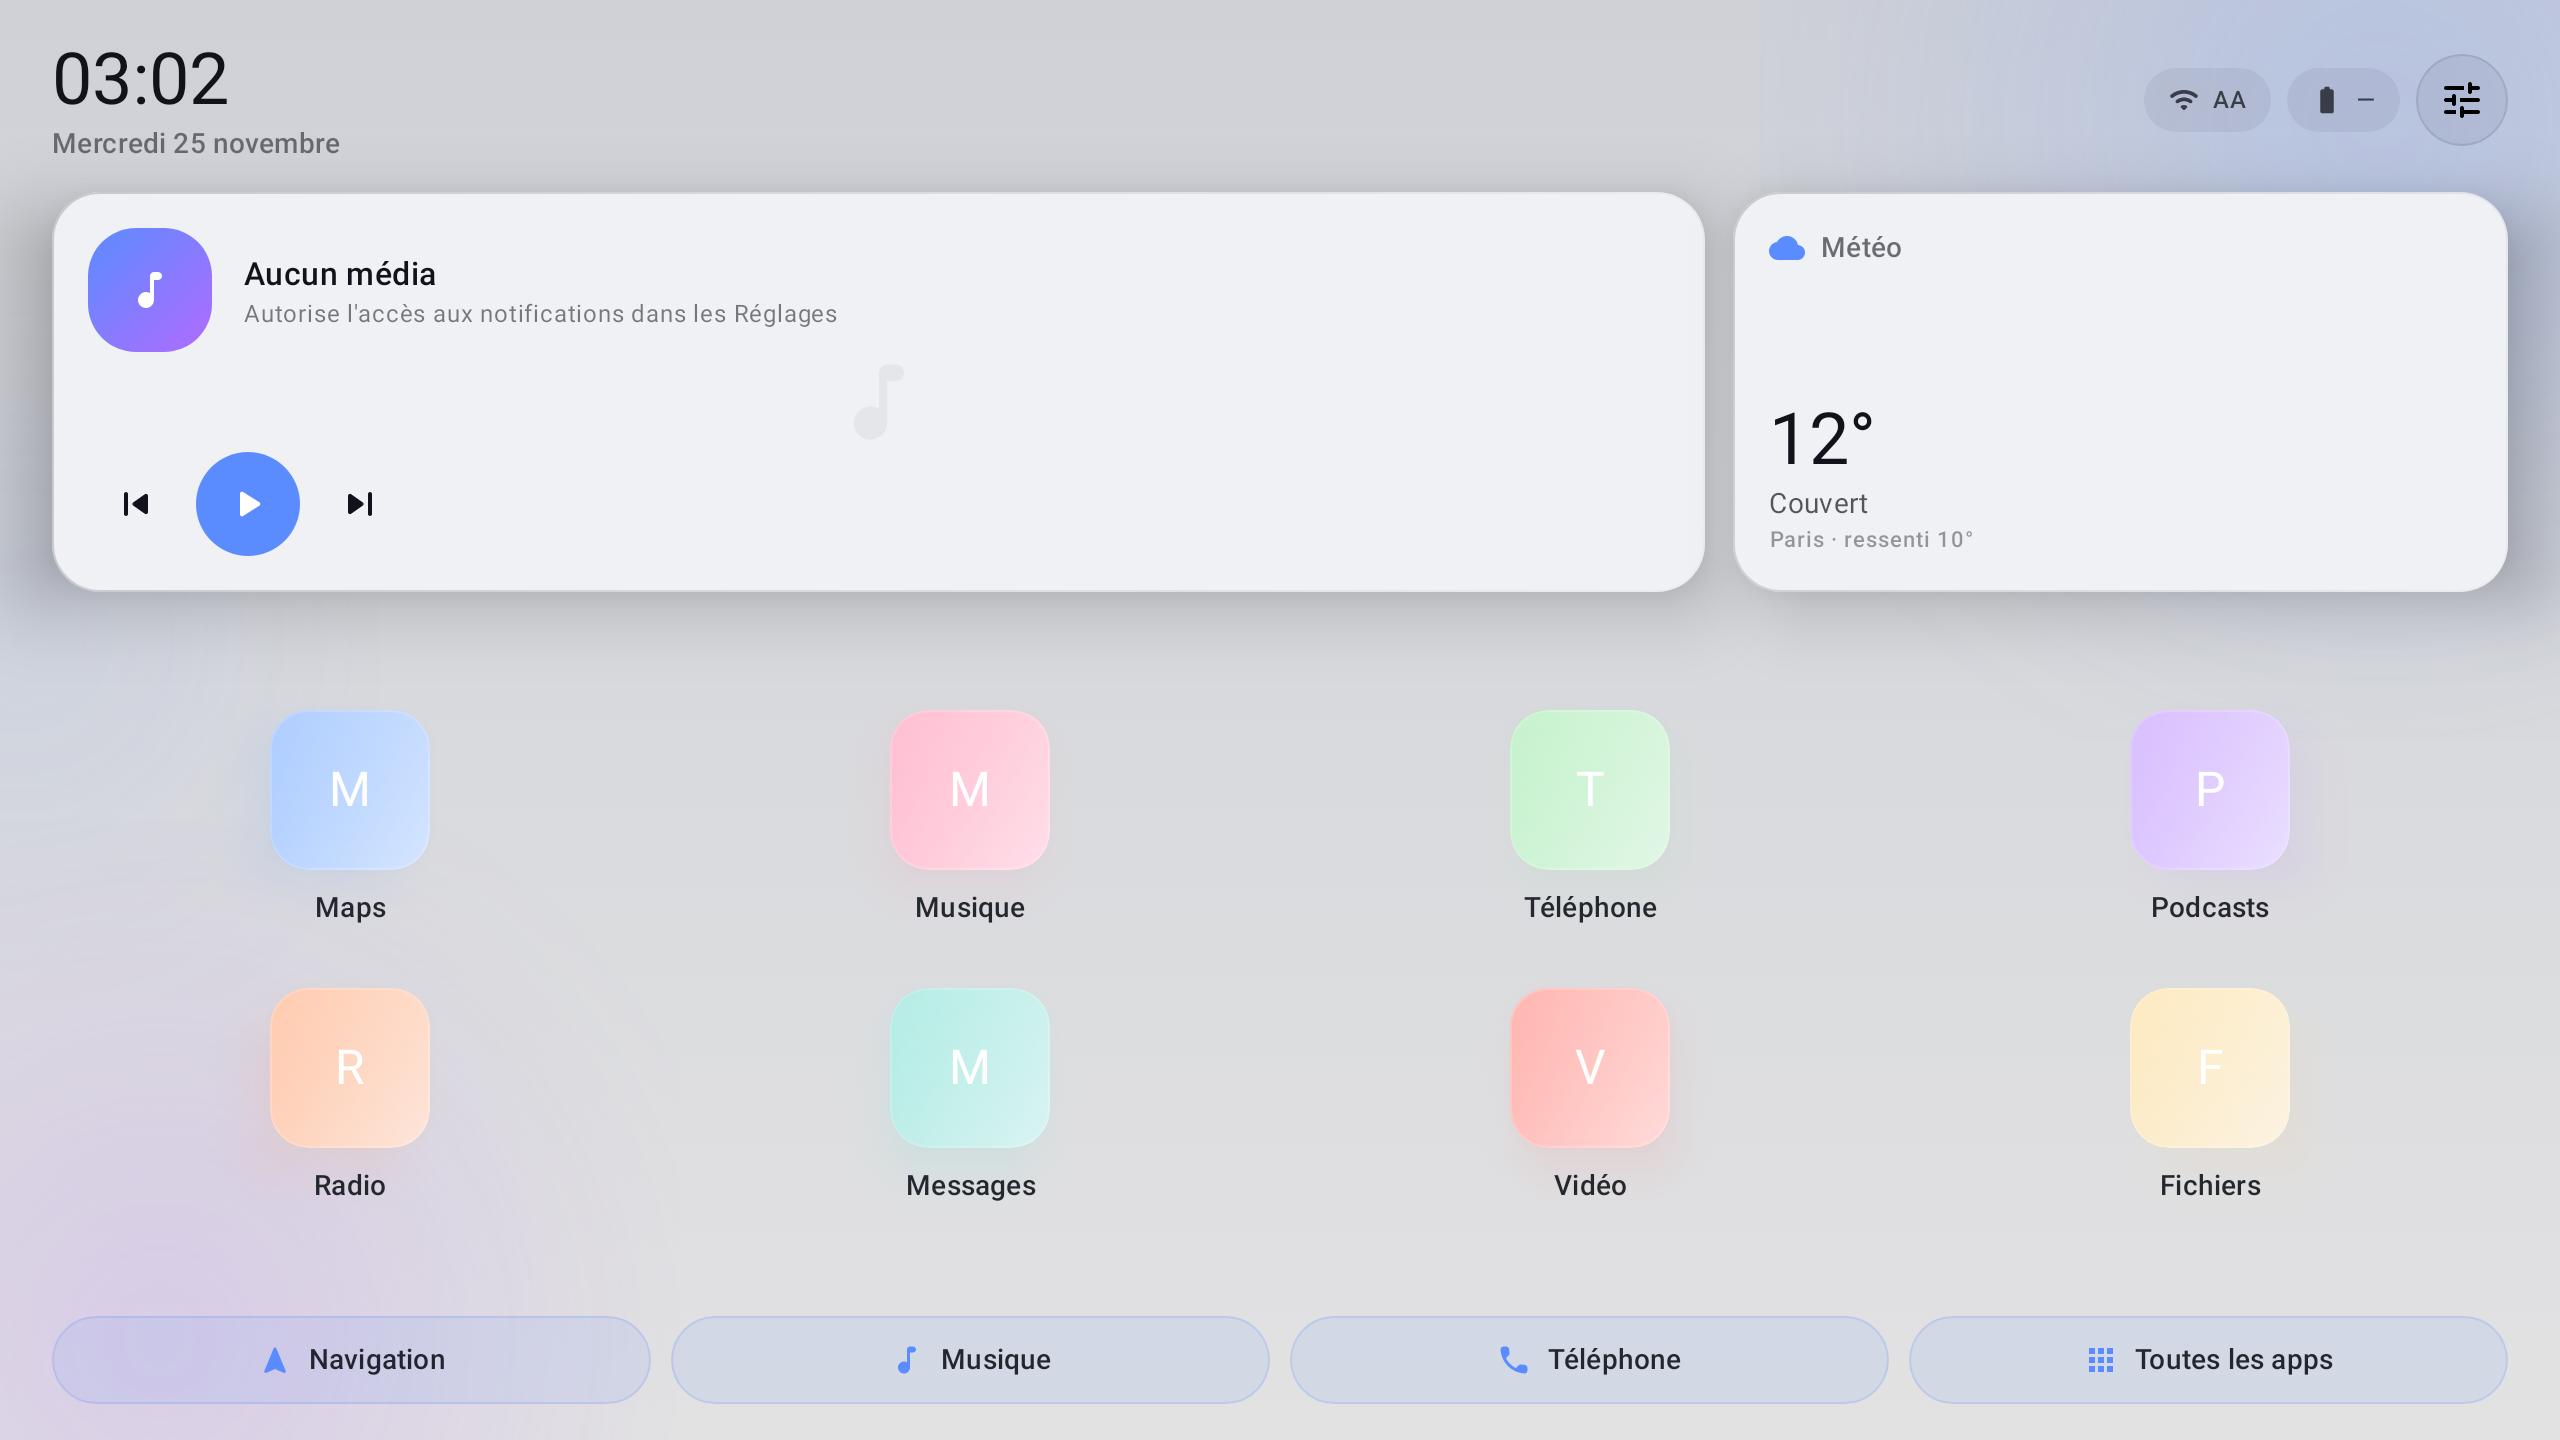 03:02
Mercredi 25 novembre
AA
–
Aucun média
Autorise l'accès aux notifications dans les Réglages
Météo
12°
Couvert
Paris · ressenti 10°
M
Maps
M
Musique
T
Téléphone
P
Podcasts
R
Radio
M
Messages
V
Vidéo
F
Fichiers
Navigation
Musique
Téléphone
Toutes les apps